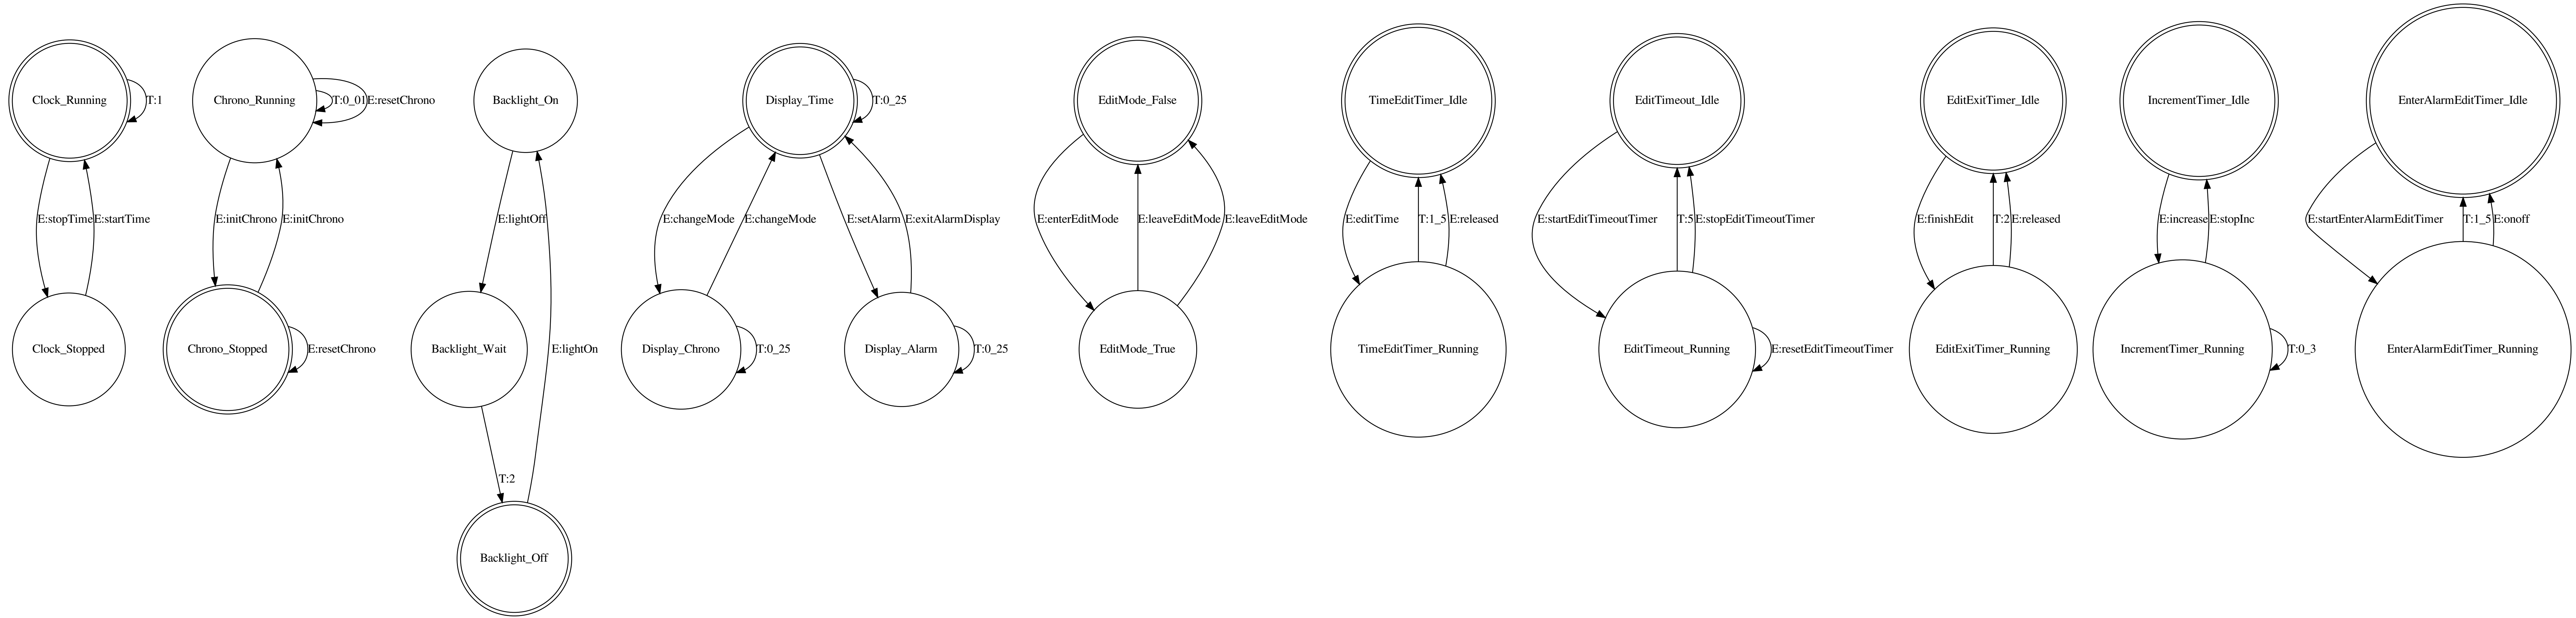 Clock_Running
T:1
E:stopTime
E:startTime
Clock_Stopped
Chrono_Running
T:0_01
E:resetChrono
E:initChrono
E:initChrono
Chrono_Stopped
E:resetChrono
Backlight_On
E:lightOff
Backlight_Wait
E:lightOn
T:2
Backlight_Off
Display_Time
T:0_25
E:changeMode
E:changeMode
E:setAlarm
E:exitAlarmDisplay
Display_Chrono
T:0_25
Display_Alarm
T:0_25
EditMode_False
E:enterEditMode
E:leaveEditMode
E:leaveEditMode
EditMode_True
TimeEditTimer_Idle
E:editTime
T:1_5
E:released
TimeEditTimer_Running
EditTimeout_Idle
E:startEditTimeoutTimer
T:5
E:stopEditTimeoutTimer
EditTimeout_Running
E:resetEditTimeoutTimer
EditExitTimer_Idle
E:finishEdit
T:2
E:released
EditExitTimer_Running
IncrementTimer_Idle
E:increase
E:stopInc
IncrementTimer_Running
T:0_3
EnterAlarmEditTimer_Idle
E:startEnterAlarmEditTimer
T:1_5
E:onoff
EnterAlarmEditTimer_Running